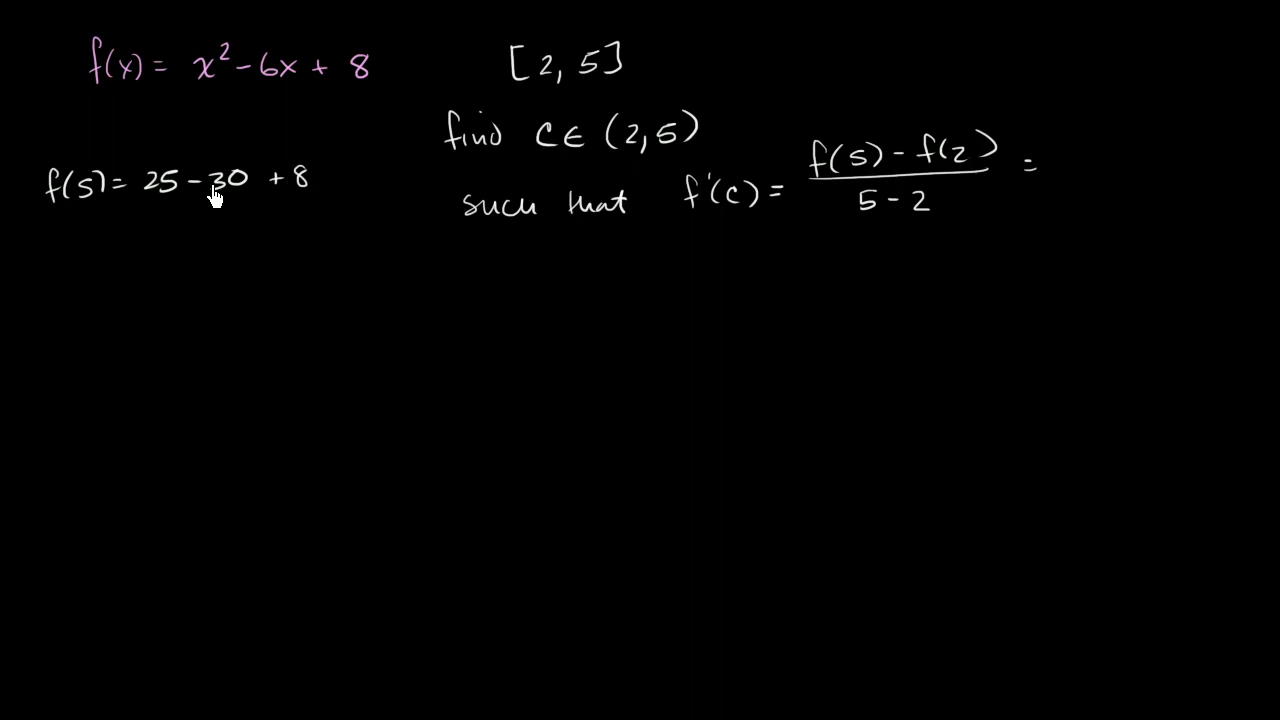 f(x) = x² - 6x + 8 [2, 5]
find c ∈ (2, 5)
f(5) = 25 - 30 + 8
such that f'(c) = (f(5) - f(2)) / (5 - 2) =